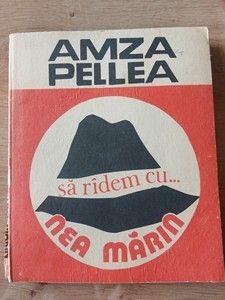 AMZA
PELLEA
să rîdem cu...
NEA MĂRIN